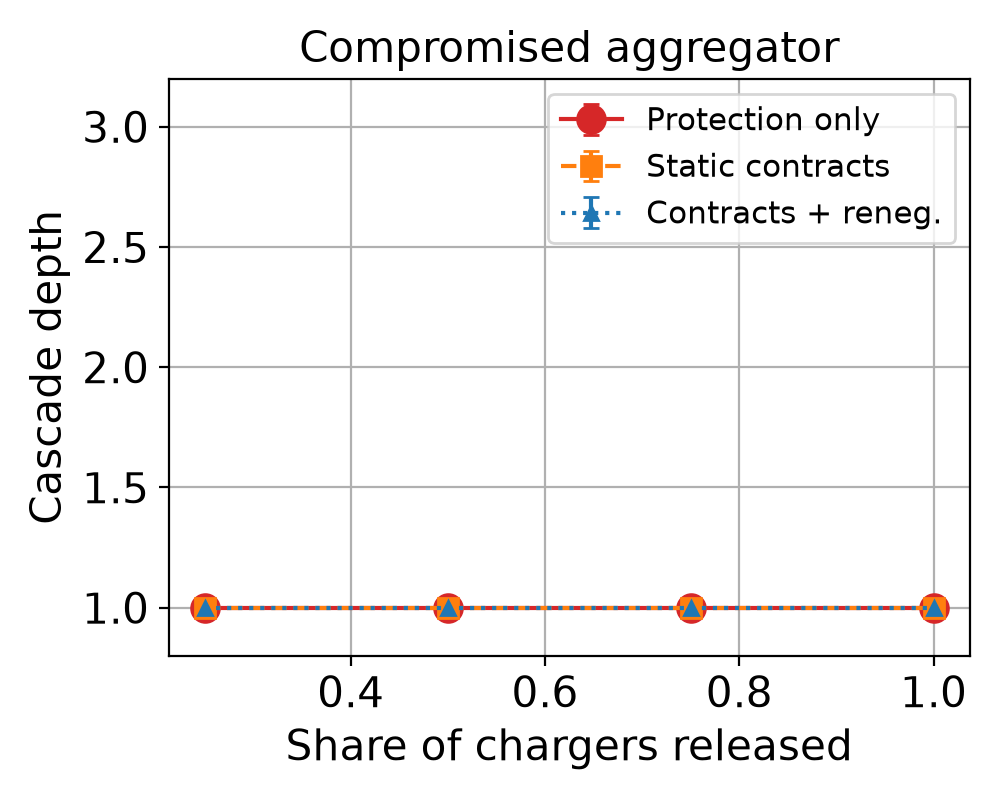 Compromised aggregator
Protection only
Static contracts
Contracts + reneg.
Cascade depth
3.0
2.5
2.0
1.5
1.0
0.4 0.6 0.8 1.0
Share of chargers released